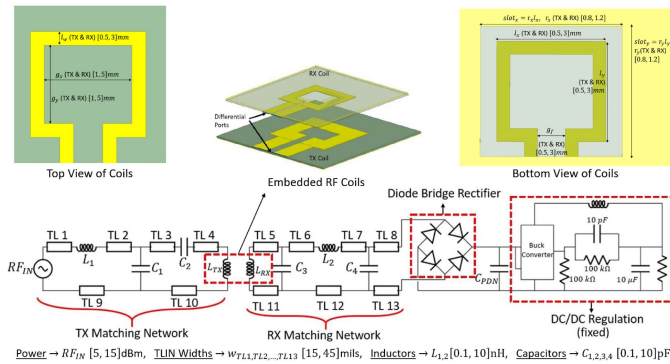 l_w (TX & RX) [0.5, 3]mm
g_x (TX & RX) [1, 5]mm
g_y (TX & RX) [1, 5]mm
Top View of Coils
RX Coil
Differential
Ports
TX Coil
Embedded RF Coils
slot_x = r_x l_x, r_x (TX & RX) [0.8, 1.2]
l_x (TX & RX) [0.5, 3]mm
slot_y = r_y l_y
r_y(TX & RX)
[0.8, 1.2]
l_y
(TX & RX)
[0.5, 3]mm
g_f
(TX & RX)
[0.5, 3]mm
Bottom View of Coils
Diode Bridge Rectifier
TL 1
TL 2
TL 3
TL 4
TL 5
TL 6
TL 7
TL 8
L_1
C_2
L_2
RF_IN
C_1
L_TX
L_RX
C_3
C_4
C_PDN
Buck
Converter
10 pF
100 kΩ
100 kΩ
10 μF
TL 9
TL 10
TL 11
TL 12
TL 13
TX Matching Network
RX Matching Network
DC/DC Regulation
(fixed)
Power → RF_IN [5, 15]dBm, TLIN Widths → w_TL1,TL2,...,TL13 [15, 45]mils, Inductors → L_1,2[0.1, 10]nH, Capacitors → C_1,2,3,4 [0.1, 10]pF